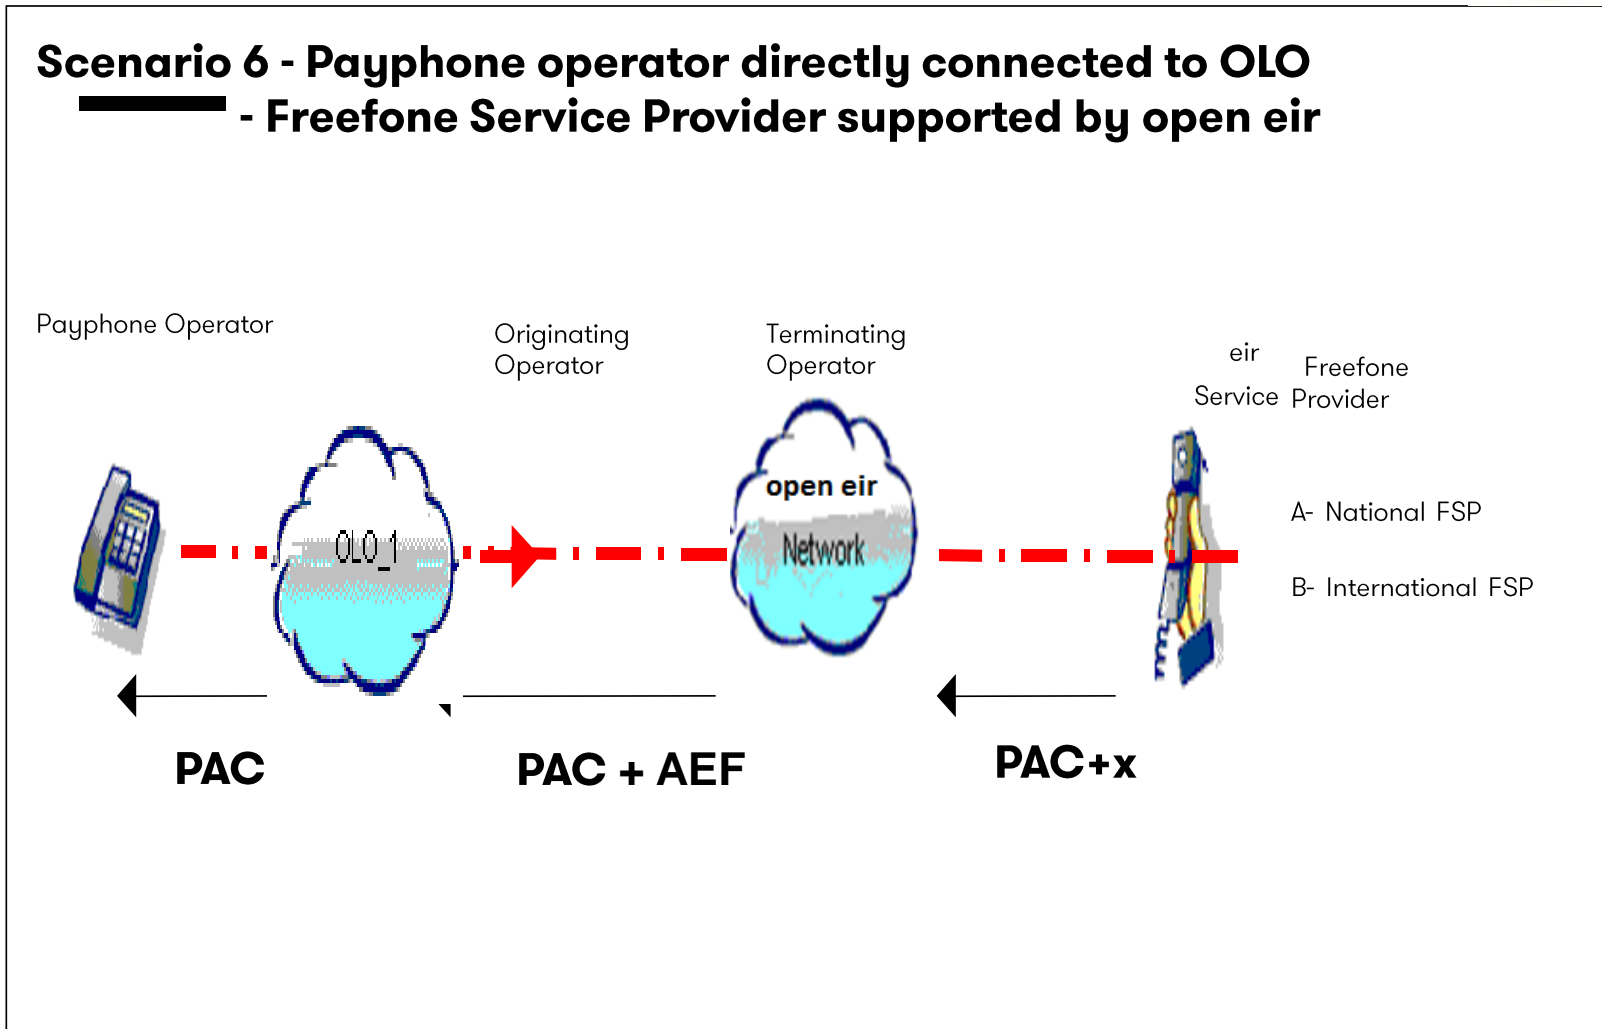 Scenario 6 - Payphone operator directly connected to OLO
- Freefone Service Provider supported by open eir
Payphone Operator
Originating
Operator
Terminating
Operator
eir Freefone
Service Provider
open eir
OLO_1
Network
A- National FSP
B- International FSP
PAC
PAC + AEF
PAC+x